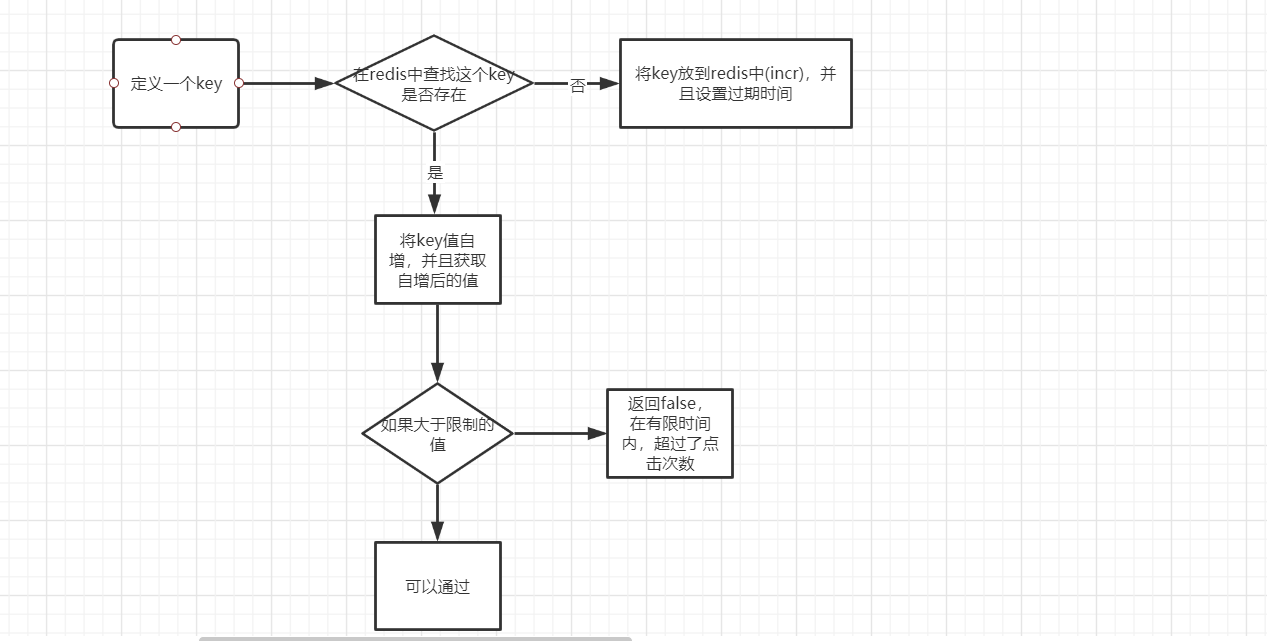 定义一个key
在redis中查找这个key
是否存在
否
将key放到redis中(incr)，并
且设置过期时间
是
将key值自
增，并且获取
自增后的值
如果大于限制的
值
返回false，
在有限时间
内，超过了点
击次数
可以通过